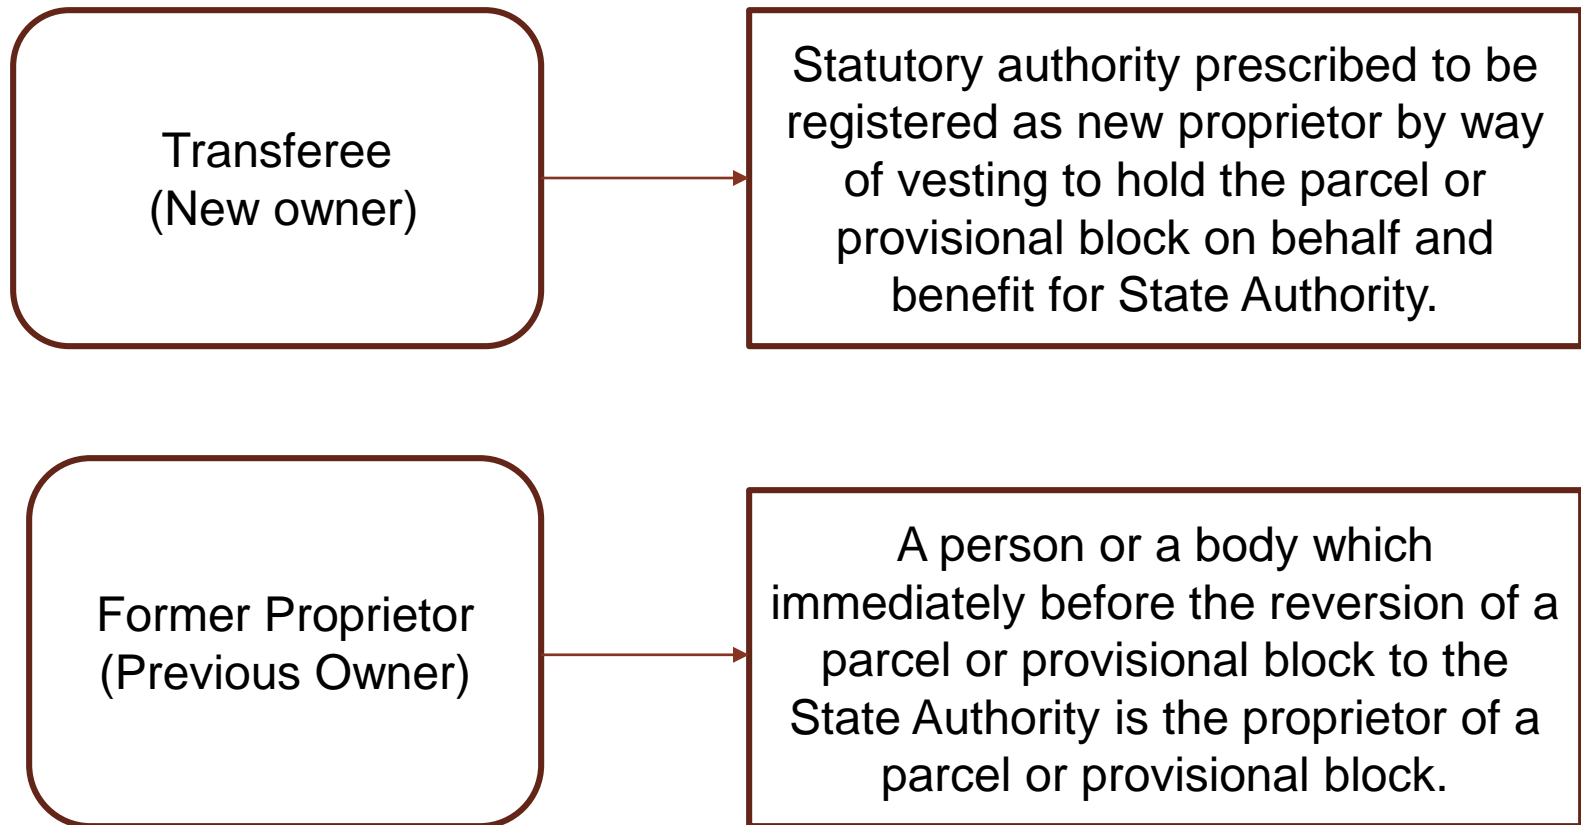 Transferee
(New owner)
Statutory authority prescribed to be
registered as new proprietor by way
of vesting to hold the parcel or
provisional block on behalf and
benefit for State Authority.
Former Proprietor
(Previous Owner)
A person or a body which
immediately before the reversion of a
parcel or provisional block to the
State Authority is the proprietor of a
parcel or provisional block.